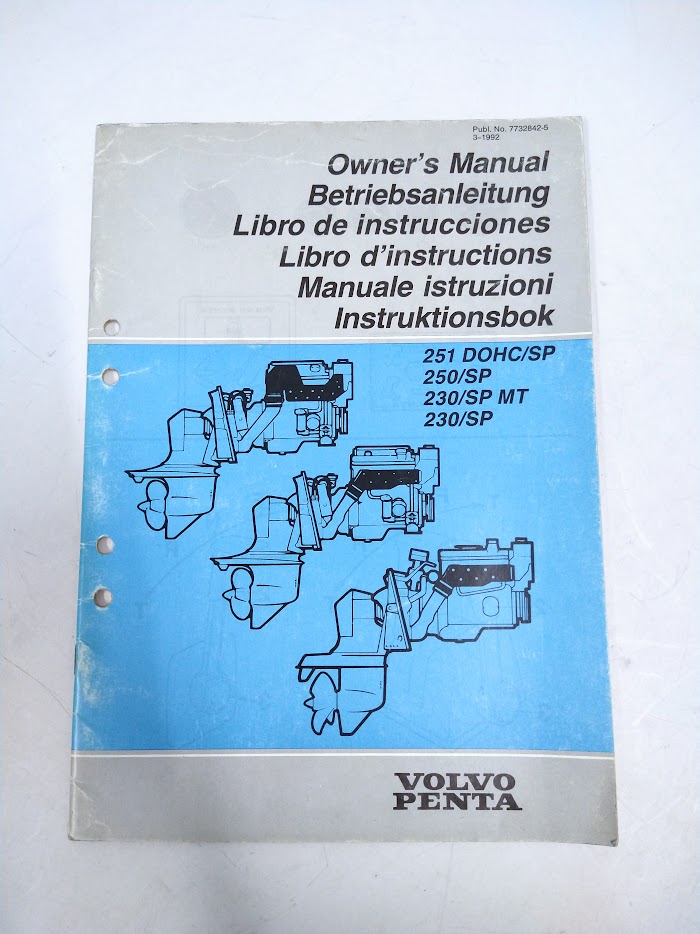 Publ. No. 7732842-5
3-1992
Owner's Manual
Betriebsanleitung
Libro de instrucciones
Libro d'instructions
Manuale istruzioni
Instruktionsbok
251 DOHC/SP
250/SP
230/SP MT
230/SP
VOLVO
PENTA